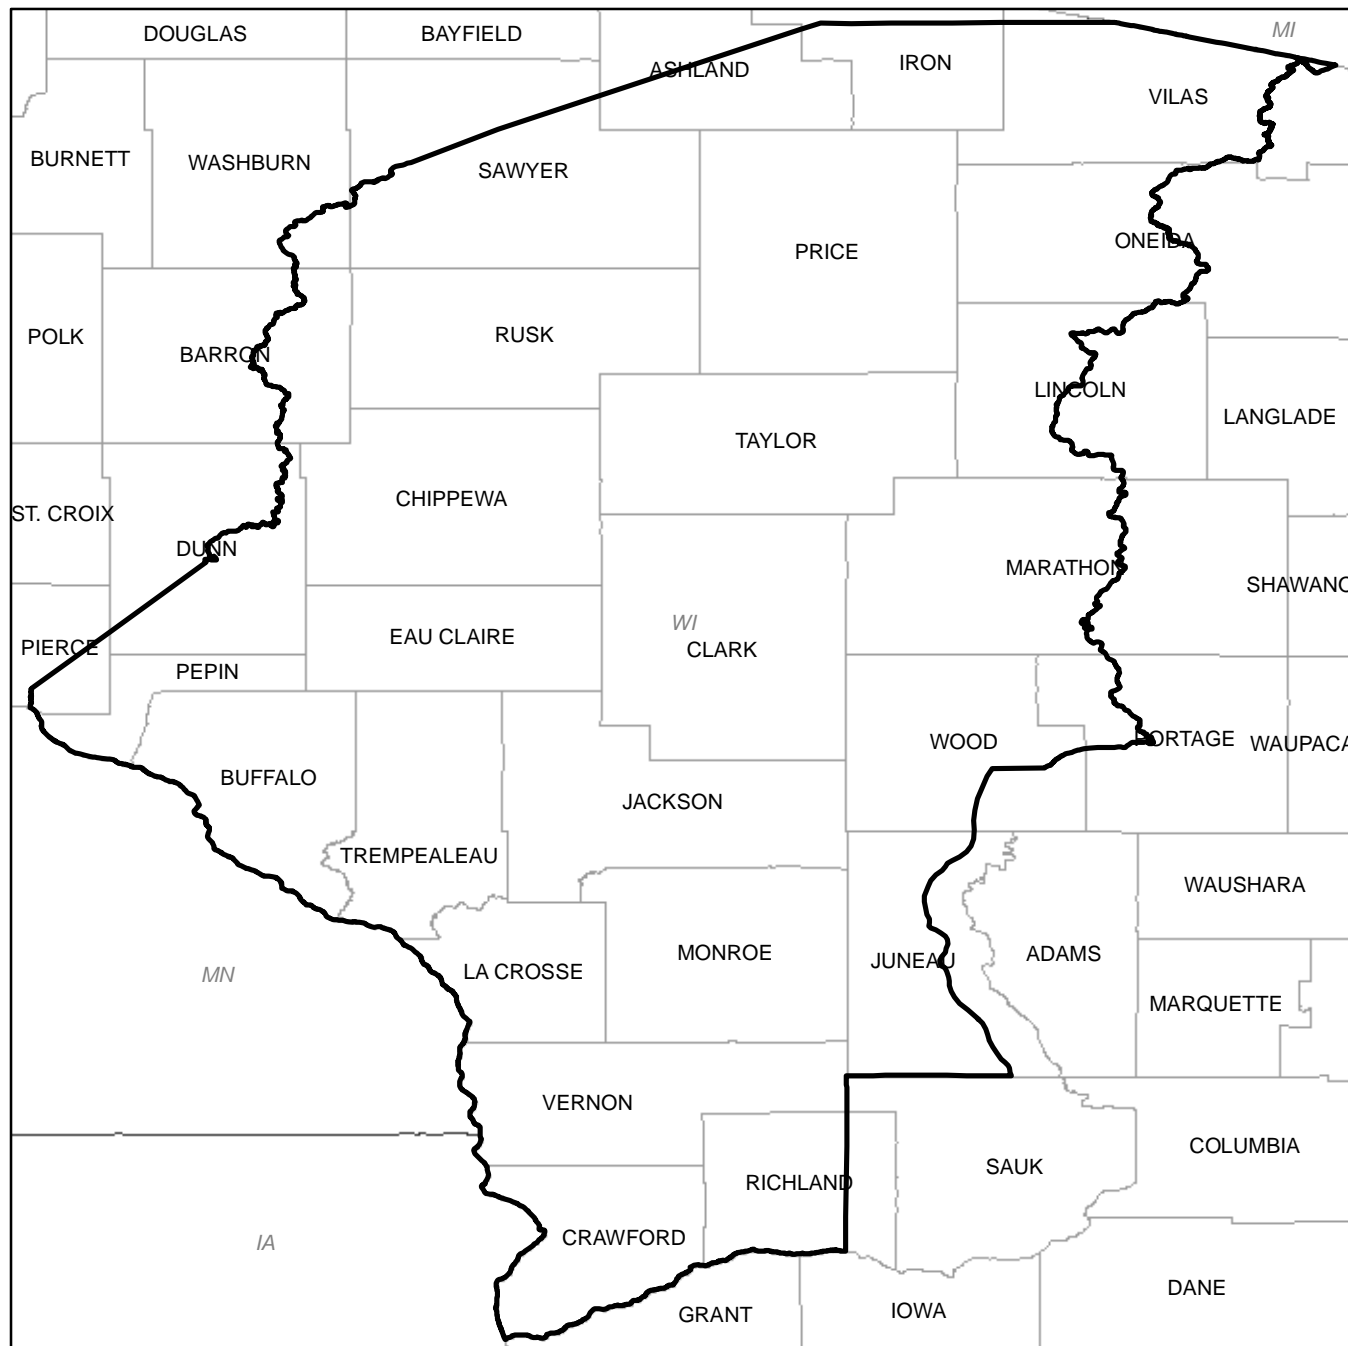 DOUGLAS
BAYFIELD
MI
ASHLAND
IRON
VILAS
BURNETT
WASHBURN
SAWYER
PRICE
ONEIDA
POLK
BARRON
RUSK
LINCOLN
LANGLADE
TAYLOR
CHIPPEWA
ST. CROIX
DUNN
MARATHON
SHAWANO
WI
EAU CLAIRE
CLARK
PIERCE
PEPIN
WOOD
PORTAGE
WAUPACA
BUFFALO
JACKSON
TREMPEALEAU
WAUSHARA
MONROE
JUNEAU
ADAMS
LA CROSSE
MN
MARQUETTE
VERNON
COLUMBIA
SAUK
RICHLAND
CRAWFORD
IA
DANE
GRANT
IOWA